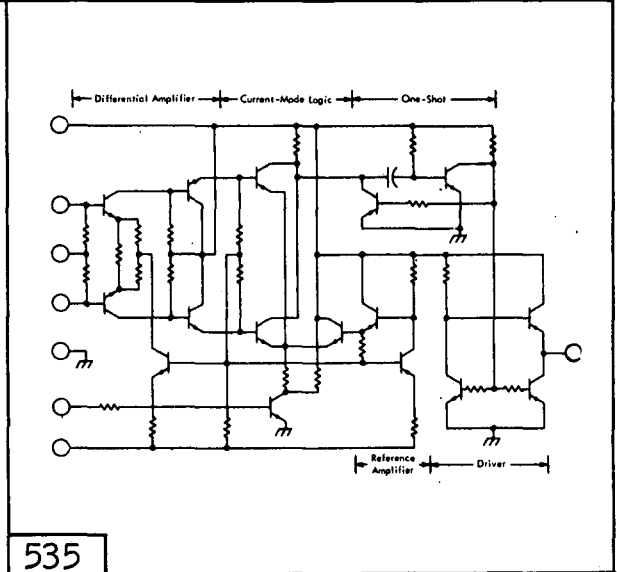 Differential Amplifier
Current-Mode Logic
One-Shot
Reference
Amplifier
Driver
535